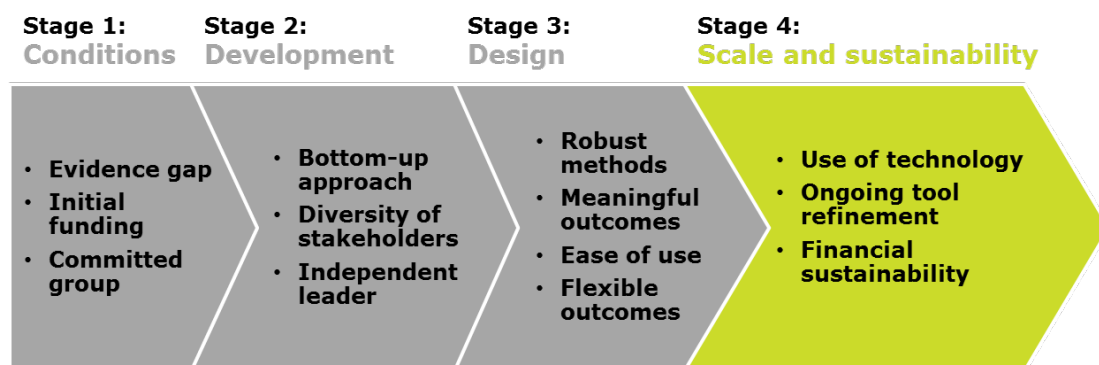 Stage 1:
Conditions
Stage 2:
Development
Stage 3:
Design
Stage 4:
Scale and sustainability
• Evidence gap
• Initial
funding
• Committed
group
• Bottom-up
approach
• Diversity of
stakeholders
• Independent
leader
• Robust
methods
• Meaningful
outcomes
• Ease of use
• Flexible
outcomes
• Use of technology
• Ongoing tool
refinement
• Financial
sustainability